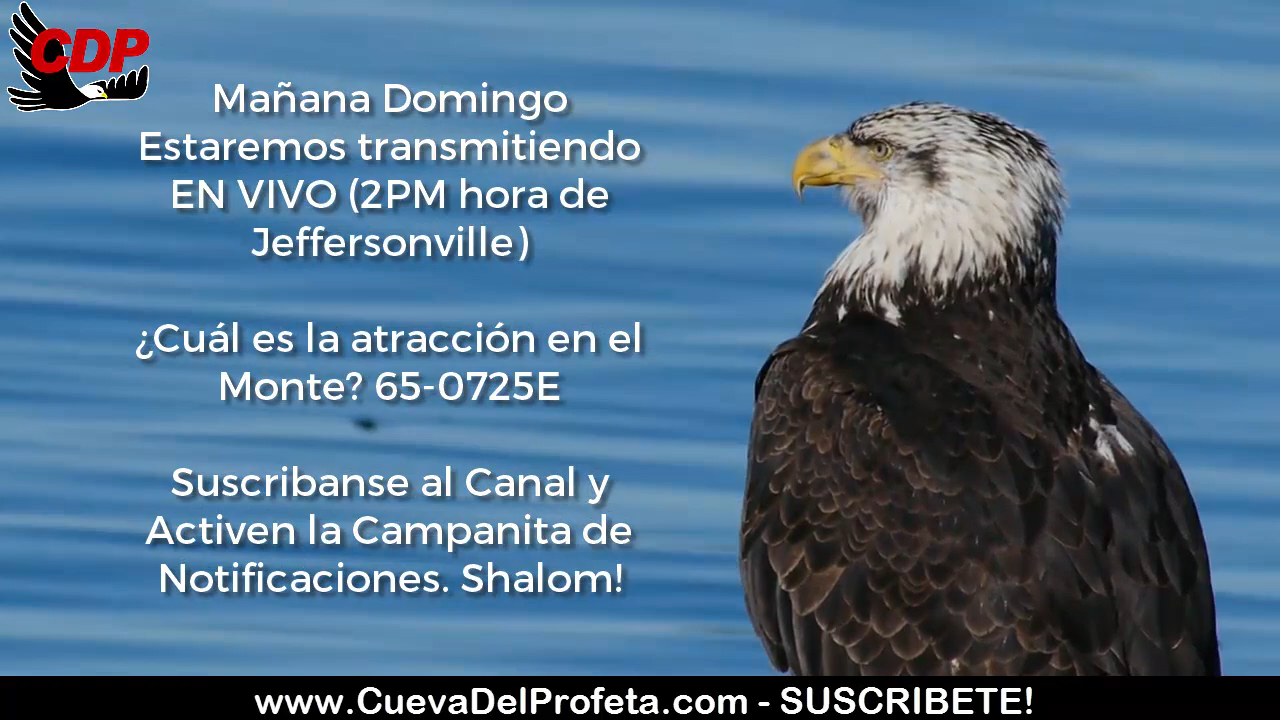 CDP
Mañana Domingo
Estaremos transmitiendo
EN VIVO (2PM hora de
Jeffersonville)
¿Cuál es la atracción en el
Monte? 65-0725E
Suscribanse al Canal y
Activen la Campanita de
Notificaciones. Shalom!
www.CuevaDelProfeta.com - SUSCRIBETE!